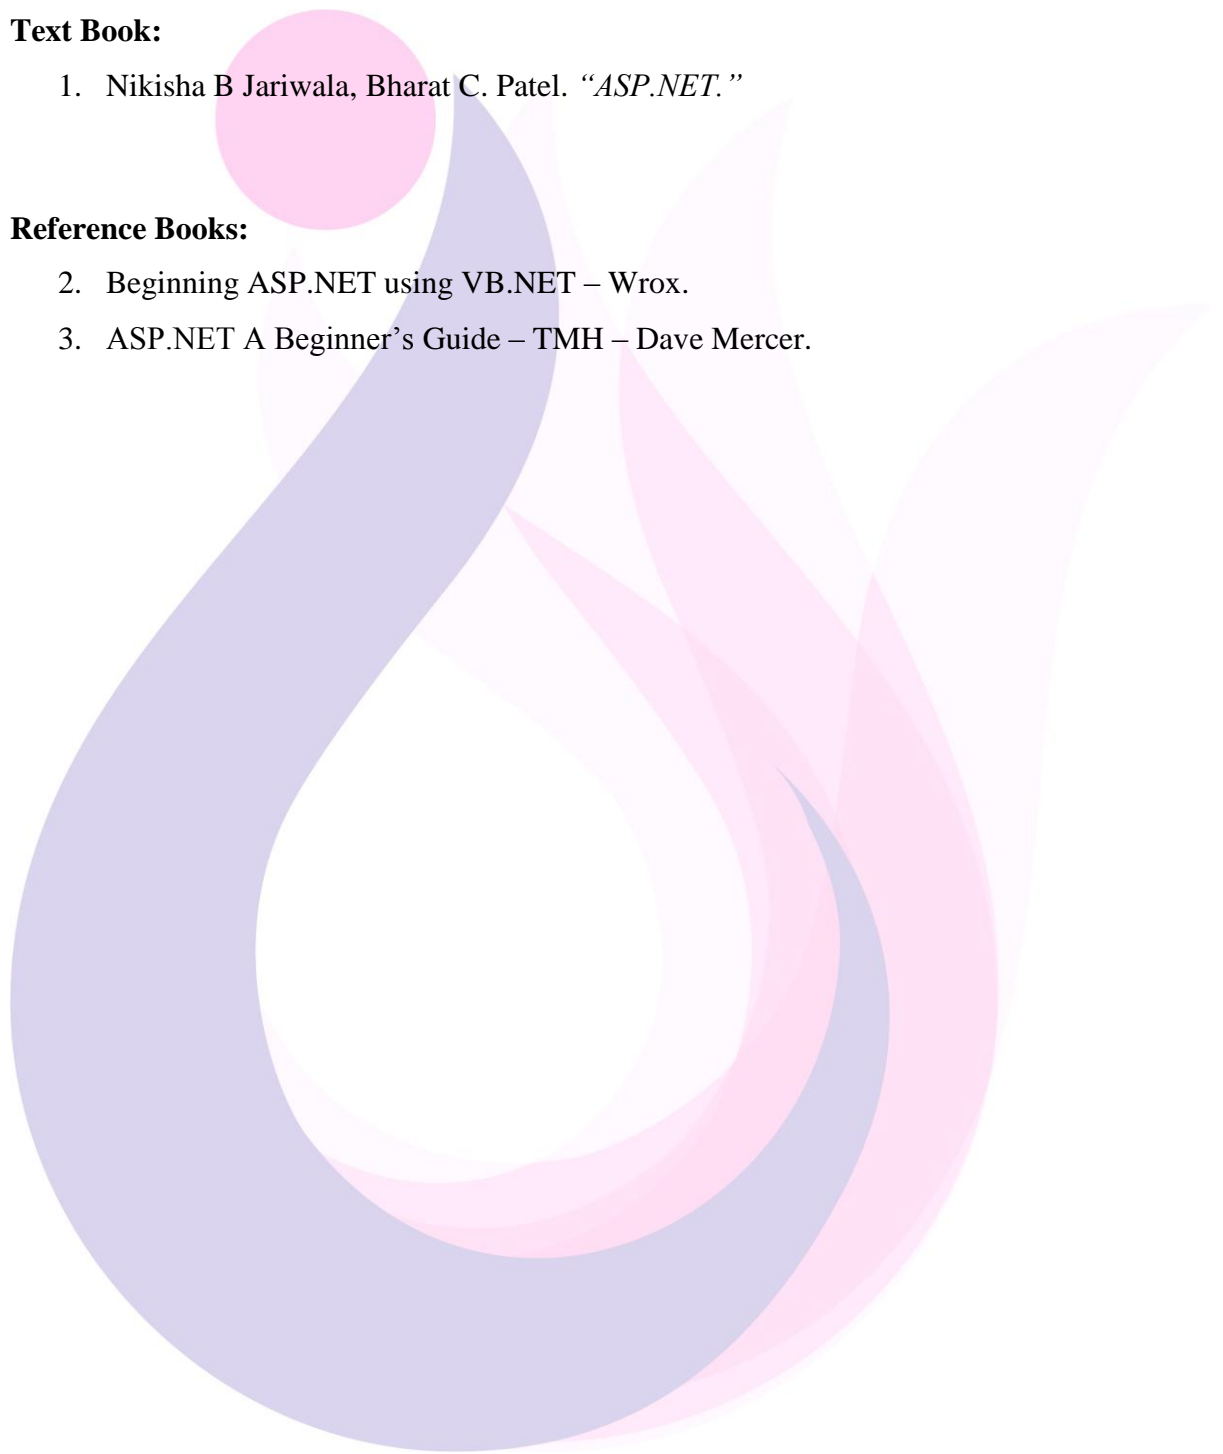 Text Book:
1. Nikisha B Jariwala, Bharat C. Patel. “ASP.NET.”
Reference Books:
2. Beginning ASP.NET using VB.NET – Wrox.
3. ASP.NET A Beginner’s Guide – TMH – Dave Mercer.